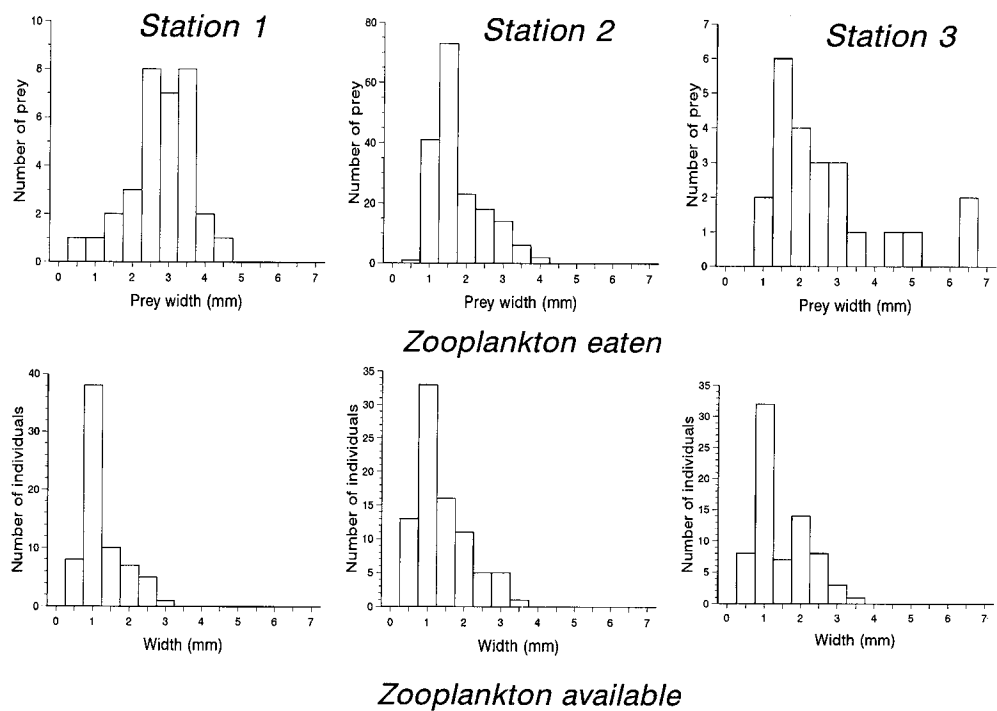 Station 1
Station 2
Station 3
Number of prey
10
8
6
4
2
0
0 1 2 3 4 5 6 7
Prey width (mm)
Number of prey
80
60
40
20
0
0 1 2 3 4 5 6 7
Prey width (mm)
Number of prey
7
6
5
4
3
2
1
0
0 1 2 3 4 5 6 7
Prey width (mm)
Zooplankton eaten
Number of individuals
40
30
20
10
0
0 1 2 3 4 5 6 7
Width (mm)
Number of individuals
35
30
25
20
15
10
5
0
0 1 2 3 4 5 6 7
Width (mm)
Number of individuals
35
30
25
20
15
10
5
0
0 1 2 3 4 5 6 7
Width (mm)
Zooplankton available